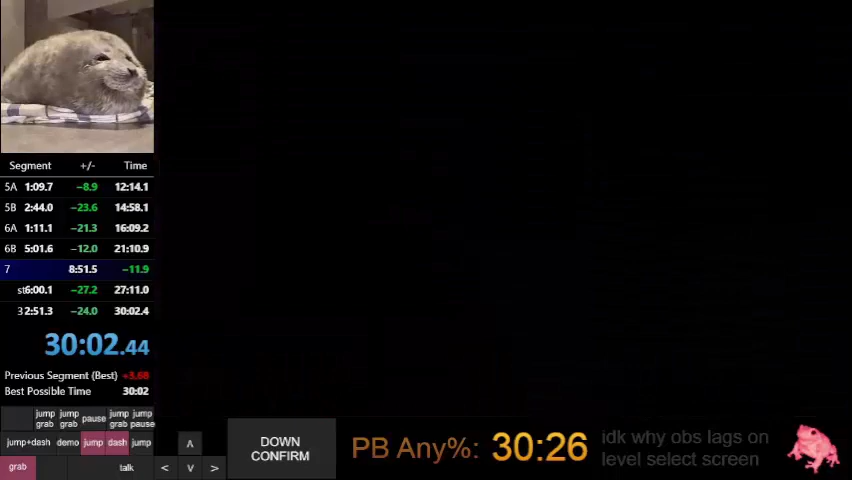 Segment +/- Time
5A 1:09.7 −8.9 12:14.1
5B 2:44.0 −23.6 14:58.1
6A 1:11.1 −21.3 16:09.2
6B 5:01.6 −12.0 21:10.9
7 8:51.5 −11.9
st6:00.1 −27.2 27:11.0
3 2:51.3 −24.0 30:02.4
30:02.44
Previous Segment (Best) +3.68
Best Possible Time 30:02
jump grab jump grab pause jump grab jump pause
jump+dash demo jump dash jump ʌ
grab talk < v >
DOWN
CONFIRM
PB Any%: 30:26
idk why obs lags on
level select screen